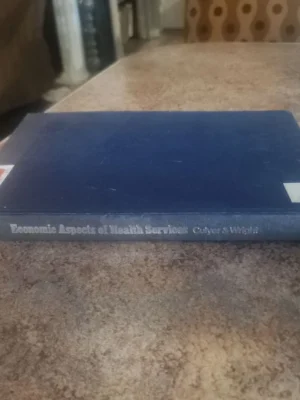 Economic Aspects of Health Services Culyer & Wright